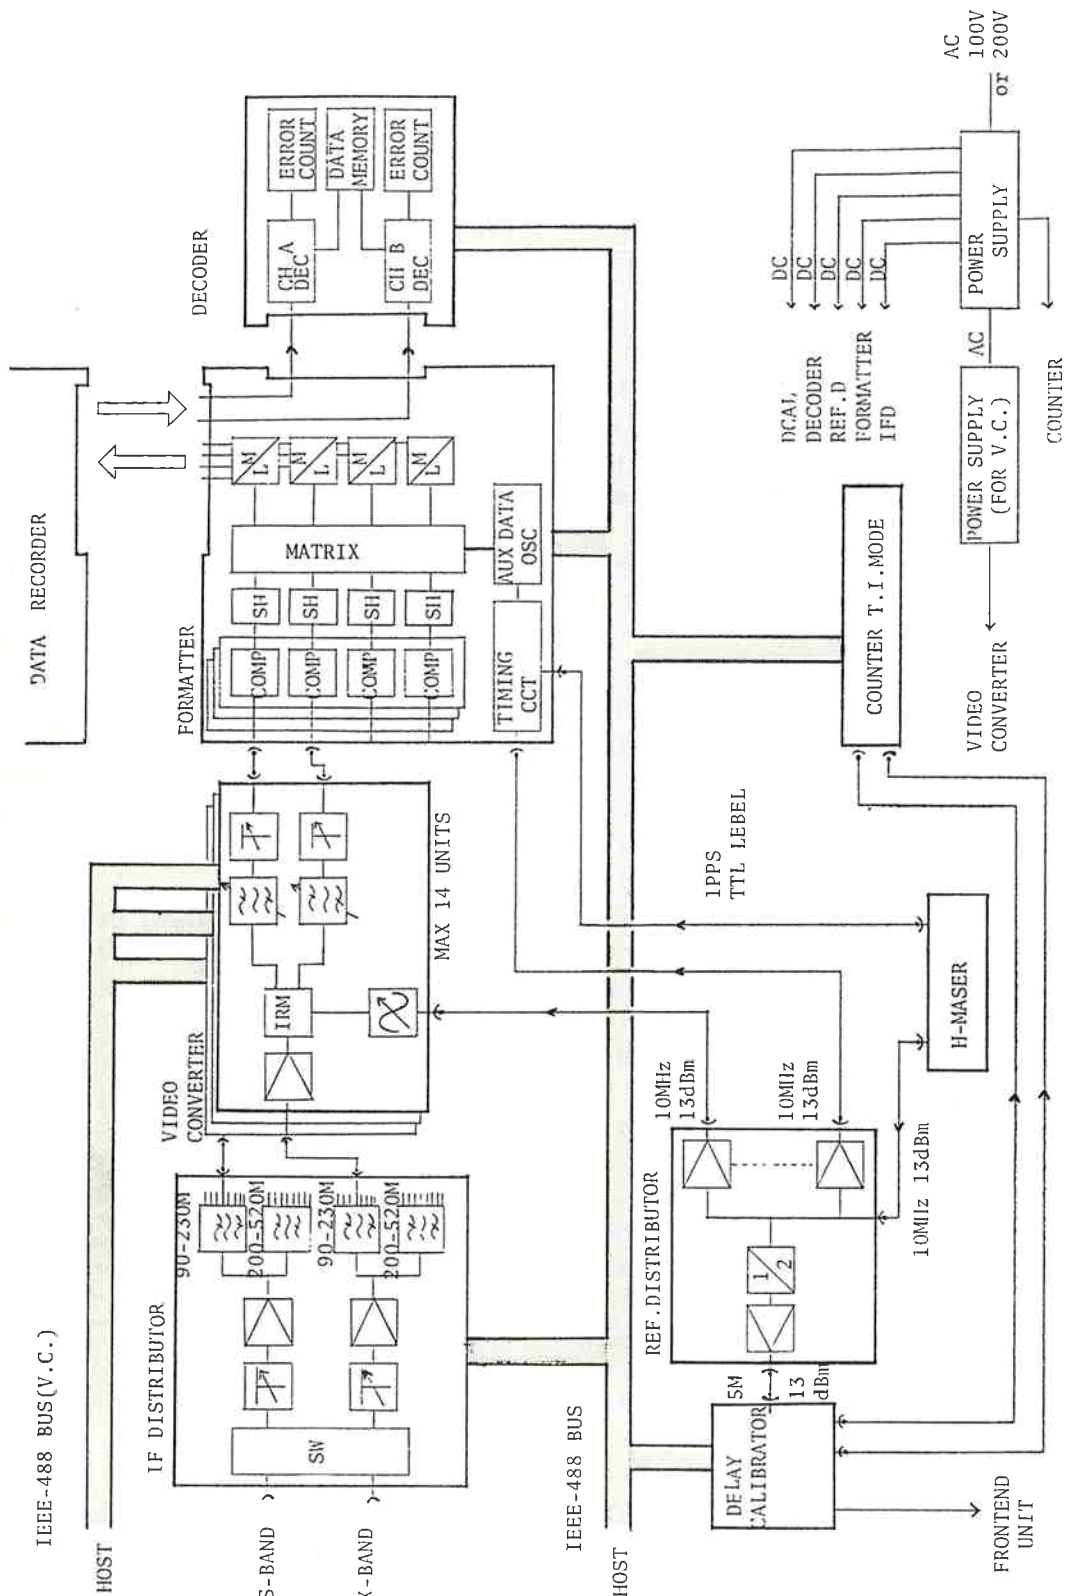 IEEE-488 BUS(V.C.)
HOST
S-BAND
X-BAND
IF DISTRIBUTOR
SW
90-230M
200-520M
90-230M
200-520M
VIDEO
CONVERTER
IRM
MAX 14 UNITS
DATA RECORDER
FORMATTER
COMP
COMP
COMP
COMP
SH
SH
SH
SH
MATRIX
M
L
M
L
M
L
M
L
TIMING
CCT
AUX DATA
OSC
DECODER
CH A
DEC
CH B
DEC
ERROR
COUNT
DATA
MEMORY
ERROR
COUNT
IEEE-488 BUS
HOST
DELAY
CALIBRATOR
5M
13
dBm
REF.DISTRIBUTOR
1/2
10MHz
13dBm
10MHz
13dBm
10MHz 13dBm
H-MASER
1PPS
TTL LEBEL
COUNTER T.I.MODE
FRONTEND
UNIT
VIDEO
CONVERTER
POWER SUPPLY
(FOR V.C.)
AC
POWER
SUPPLY
COUNTER
DCAL
DECODER
REF.D
FORMATTER
IFD
DC
DC
DC
DC
DC
AC
100V
or 200V